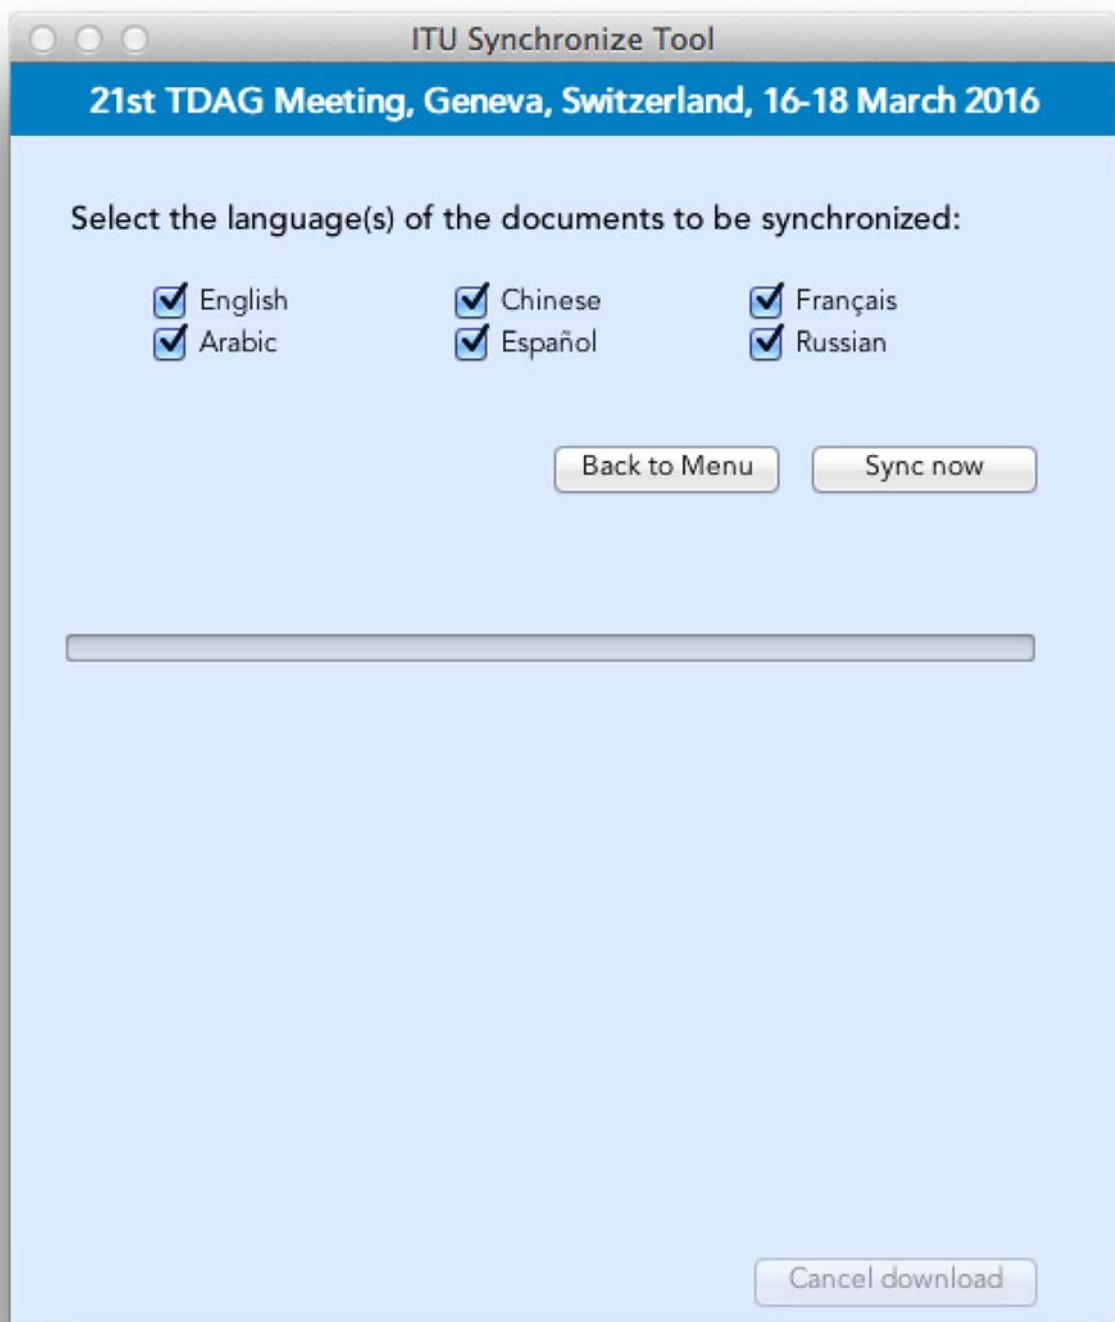 ITU Synchronize Tool
21st TDAG Meeting, Geneva, Switzerland, 16-18 March 2016
Select the language(s) of the documents to be synchronized:
English Chinese Français
Arabic Español Russian
Back to Menu Sync now
Cancel download